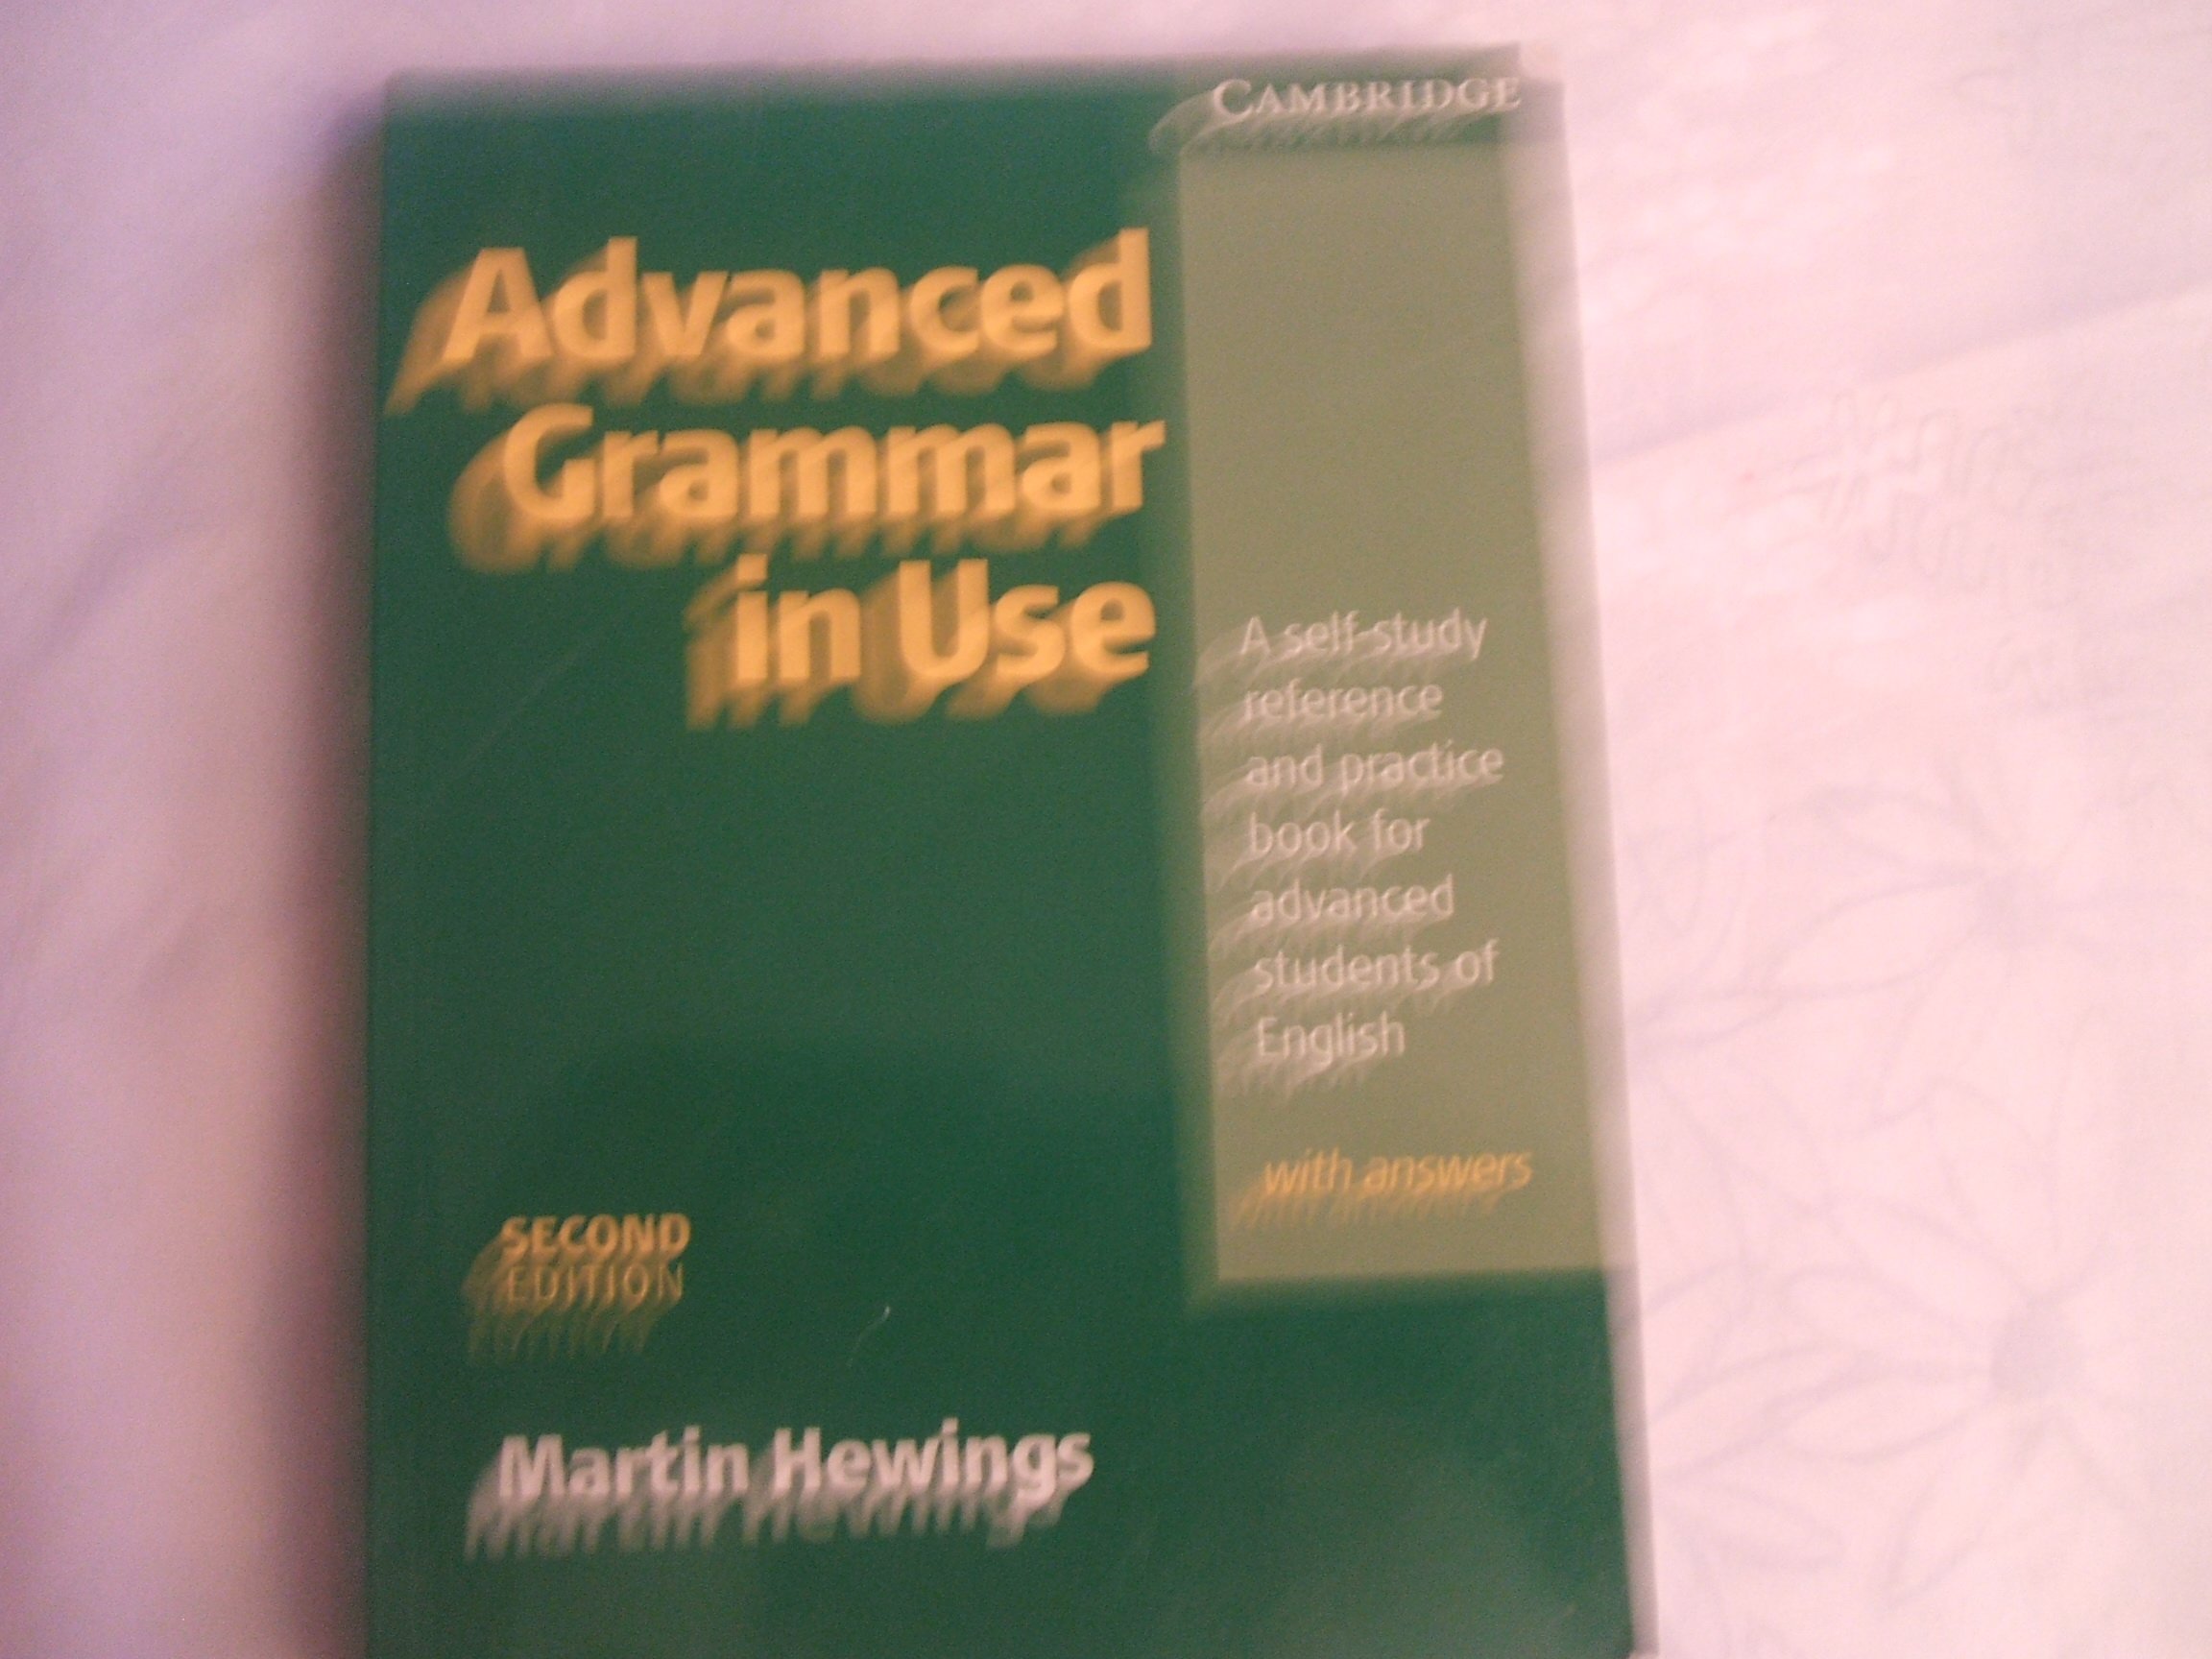 CAMBRIDGE
Advanced
Grammar
in Use
A self-study
reference
and practice
book for
advanced
students of
English
with answers
SECOND
EDITION
Martin Hewings